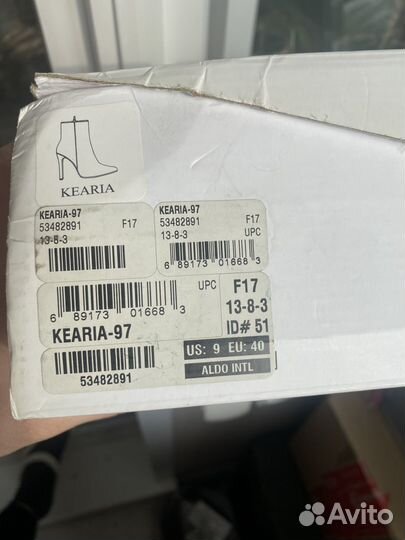 KEARIA
KEARIA-97
53482891 F17
13-8-3
KEARIA-97
53482891 F17
13-8-3 UPC
6 89173 01668 3
UPC F17
6 89173 01668 3 13-8-3
KEARIA-97 ID# 51
53482891
US: 9 EU: 40
ALDO INTL
Avito